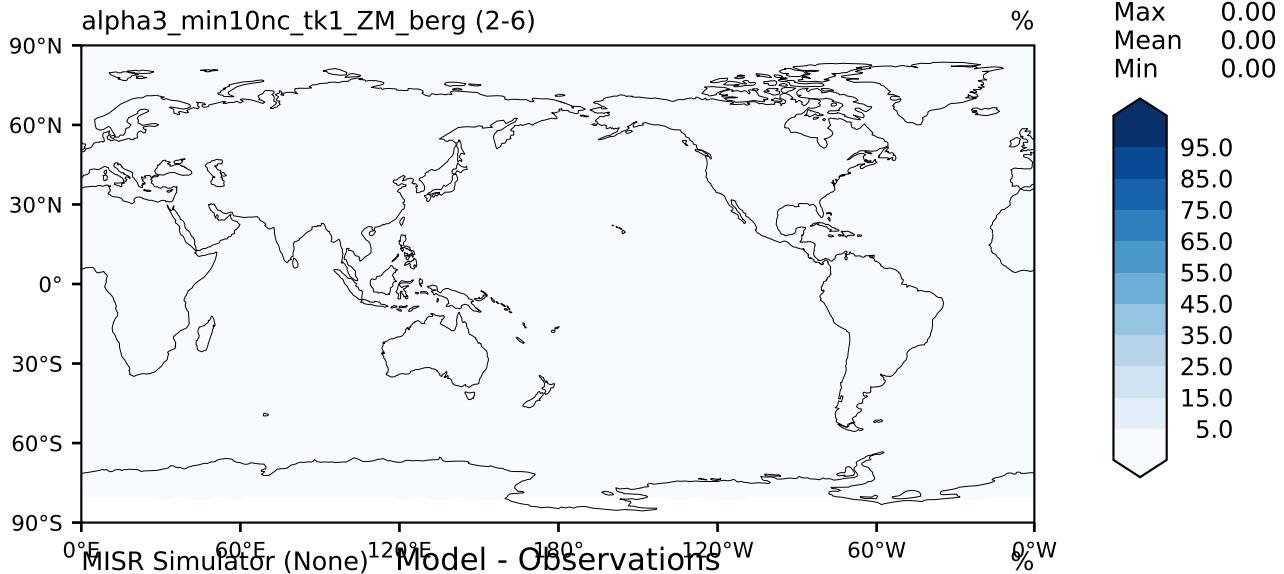 alpha3_min10nc_tk1_ZM_berg (2-6) %
Max 0.00
Mean 0.00
Min 0.00
90°N
60°N
30°N
0°
30°S
60°S
90°S
95.0
85.0
75.0
65.0
55.0
45.0
35.0
25.0
15.0
5.0
0°E 60°E 120°E 180° 120°W 60°W 0°W
MISR Simulator (None) Model - Observations %